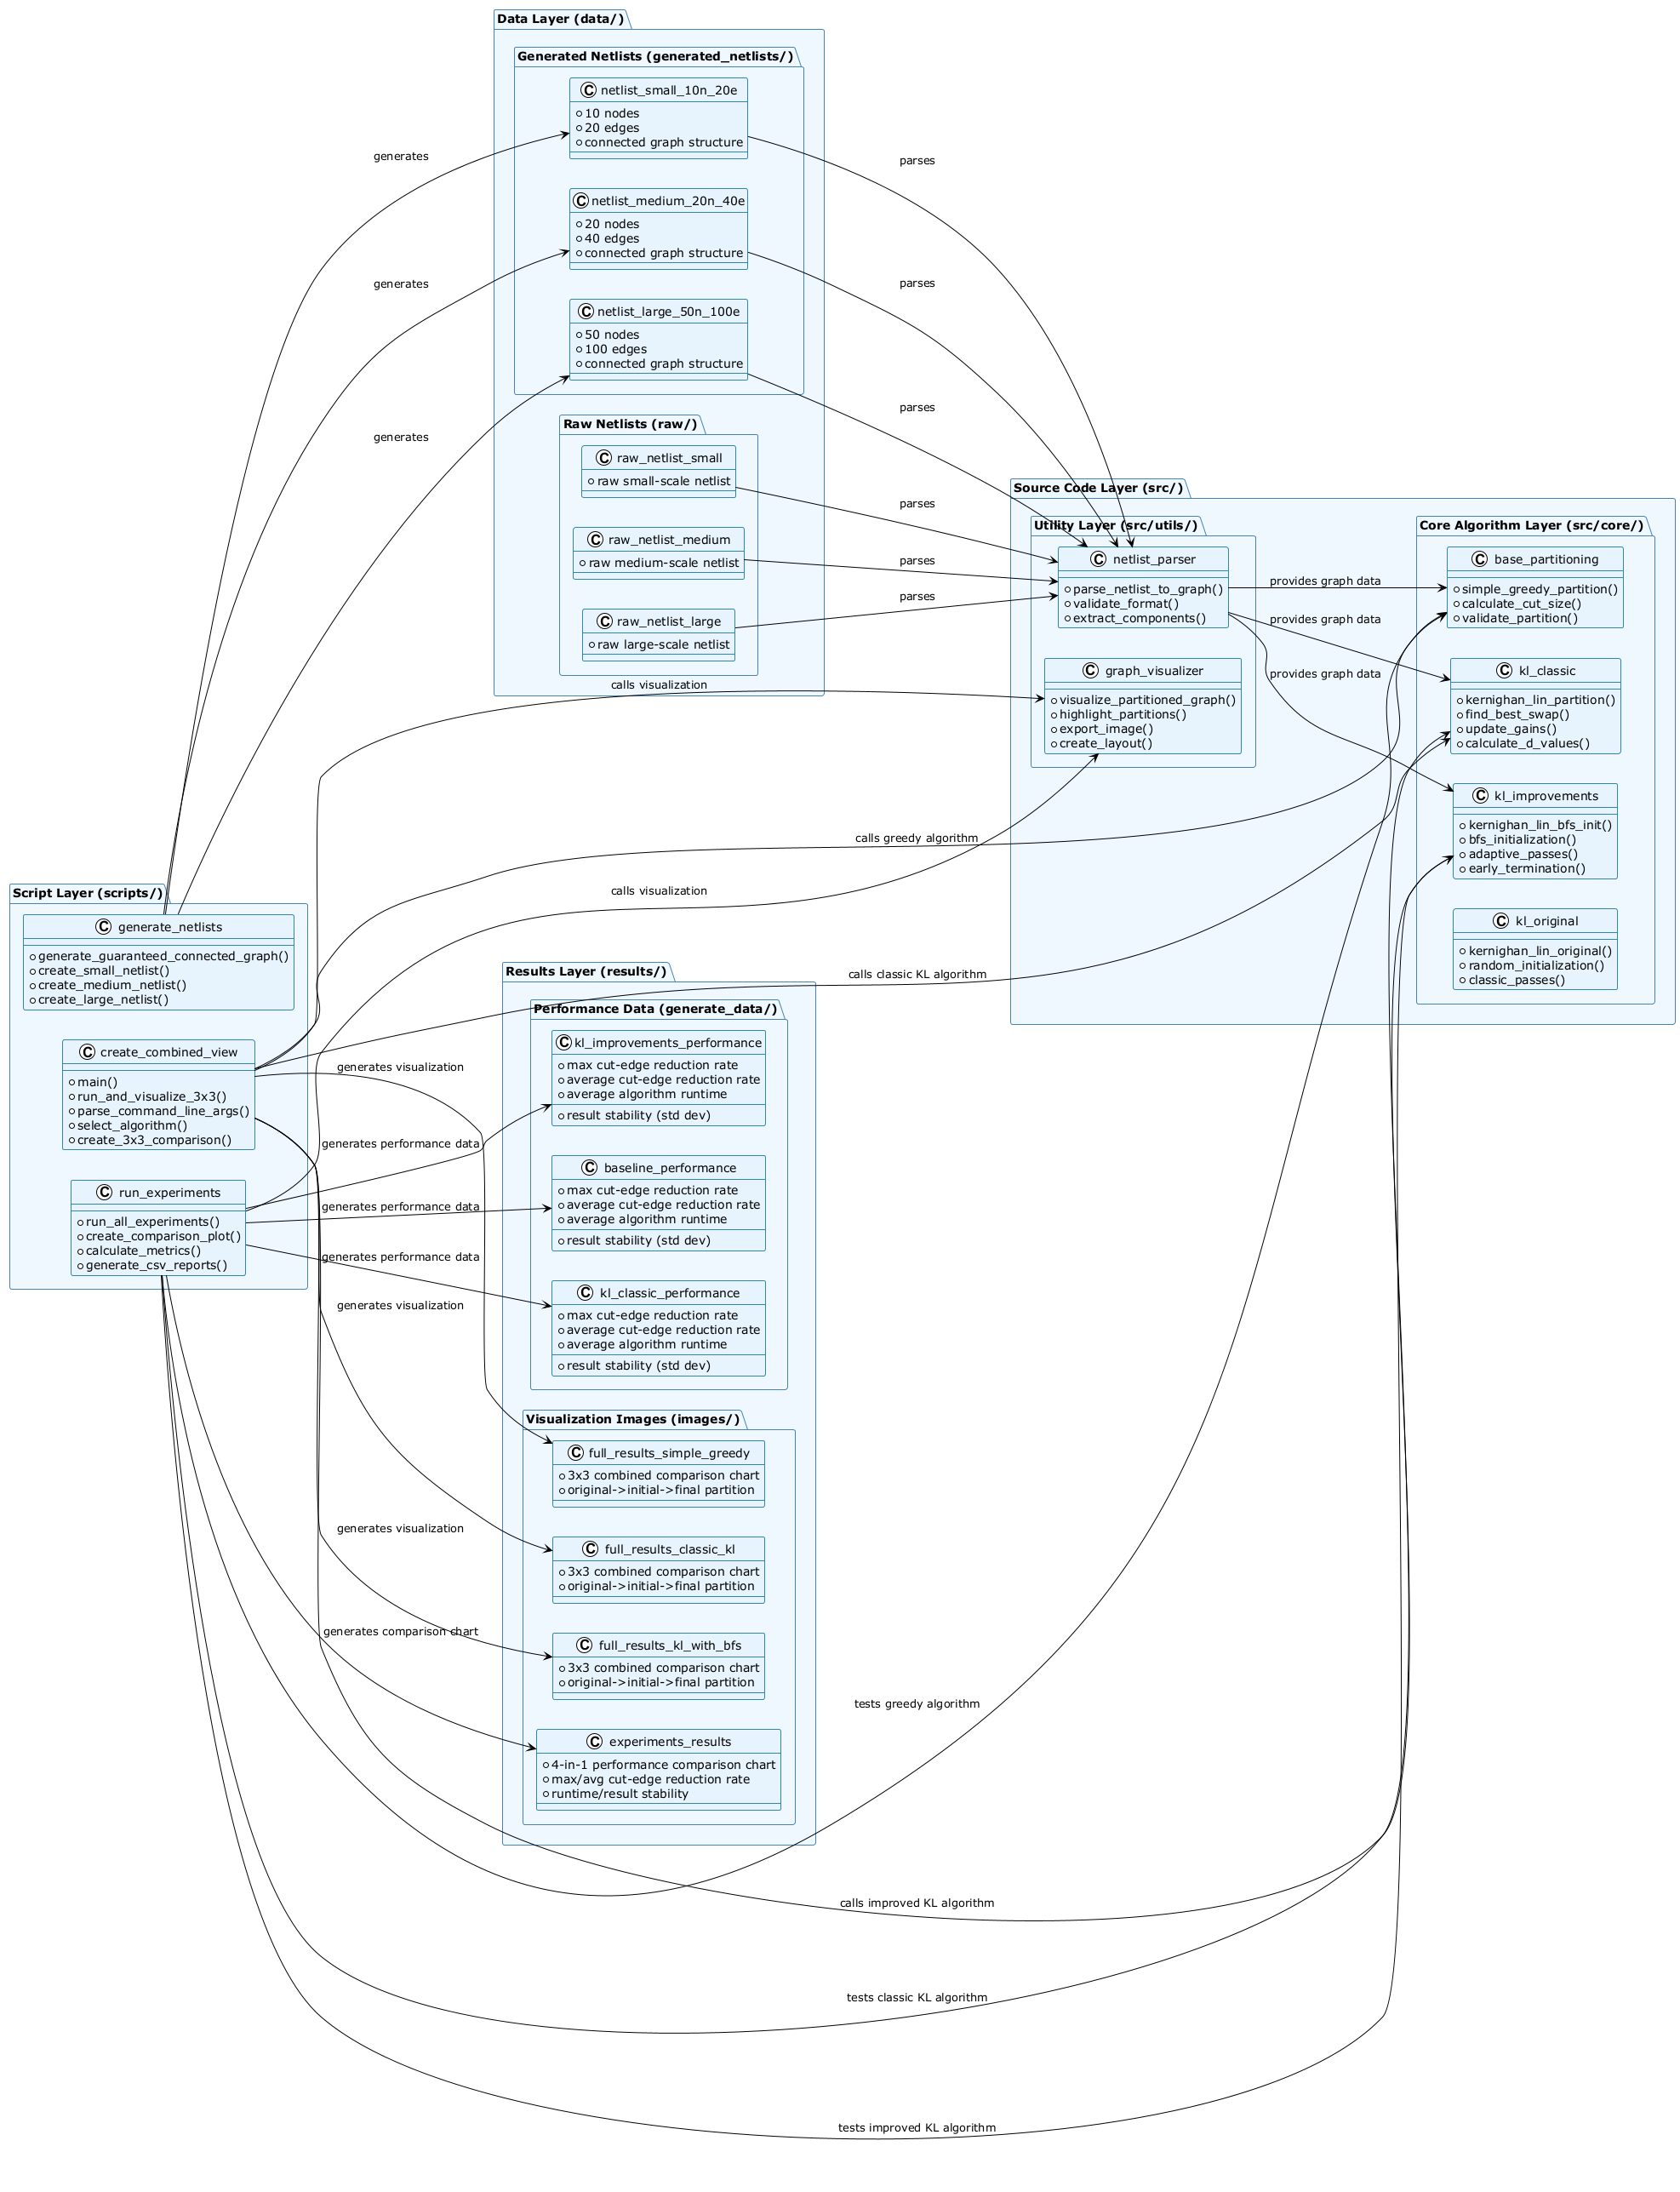 Data Layer (data/)
Generated Netlists (generated_netlists/)
C netlist_small_10n_20e
10 nodes
20 edges
connected graph structure
C netlist_medium_20n_40e
20 nodes
40 edges
connected graph structure
C netlist_large_50n_100e
50 nodes
100 edges
connected graph structure
Raw Netlists (raw/)
C raw_netlist_small
raw small-scale netlist
C raw_netlist_medium
raw medium-scale netlist
C raw_netlist_large
raw large-scale netlist
generates
generates
generates
parses
parses
parses
parses
parses
parses
Source Code Layer (src/)
Utility Layer (src/utils/)
C netlist_parser
parse_netlist_to_graph()
validate_format()
extract_components()
C graph_visualizer
visualize_partitioned_graph()
highlight_partitions()
export_image()
create_layout()
provides graph data
provides graph data
provides graph data
Core Algorithm Layer (src/core/)
C base_partitioning
simple_greedy_partition()
calculate_cut_size()
validate_partition()
C kl_classic
kernighan_lin_partition()
find_best_swap()
update_gains()
calculate_d_values()
C kl_improvements
kernighan_lin_bfs_init()
bfs_initialization()
adaptive_passes()
early_termination()
C kl_original
kernighan_lin_original()
random_initialization()
classic_passes()
calls visualization
calls greedy algorithm
calls visualization
calls classic KL algorithm
Script Layer (scripts/)
C generate_netlists
generate_guaranteed_connected_graph()
create_small_netlist()
create_medium_netlist()
create_large_netlist()
C create_combined_view
main()
run_and_visualize_3x3()
parse_command_line_args()
select_algorithm()
create_3x3_comparison()
C run_experiments
run_all_experiments()
create_comparison_plot()
calculate_metrics()
generate_csv_reports()
generates visualization
generates performance data
generates performance data
generates performance data
generates visualization
generates visualization
generates comparison chart
Results Layer (results/)
Performance Data (generate_data/)
C kl_improvements_performance
max cut-edge reduction rate
average cut-edge reduction rate
average algorithm runtime
result stability (std dev)
C baseline_performance
max cut-edge reduction rate
average cut-edge reduction rate
average algorithm runtime
result stability (std dev)
C kl_classic_performance
max cut-edge reduction rate
average cut-edge reduction rate
average algorithm runtime
result stability (std dev)
Visualization Images (images/)
C full_results_simple_greedy
3x3 combined comparison chart
original->initial->final partition
C full_results_classic_kl
3x3 combined comparison chart
original->initial->final partition
C full_results_kl_with_bfs
3x3 combined comparison chart
original->initial->final partition
C experiments_results
4-in-1 performance comparison chart
max/avg cut-edge reduction rate
runtime/result stability
tests greedy algorithm
calls improved KL algorithm
tests classic KL algorithm
tests improved KL algorithm